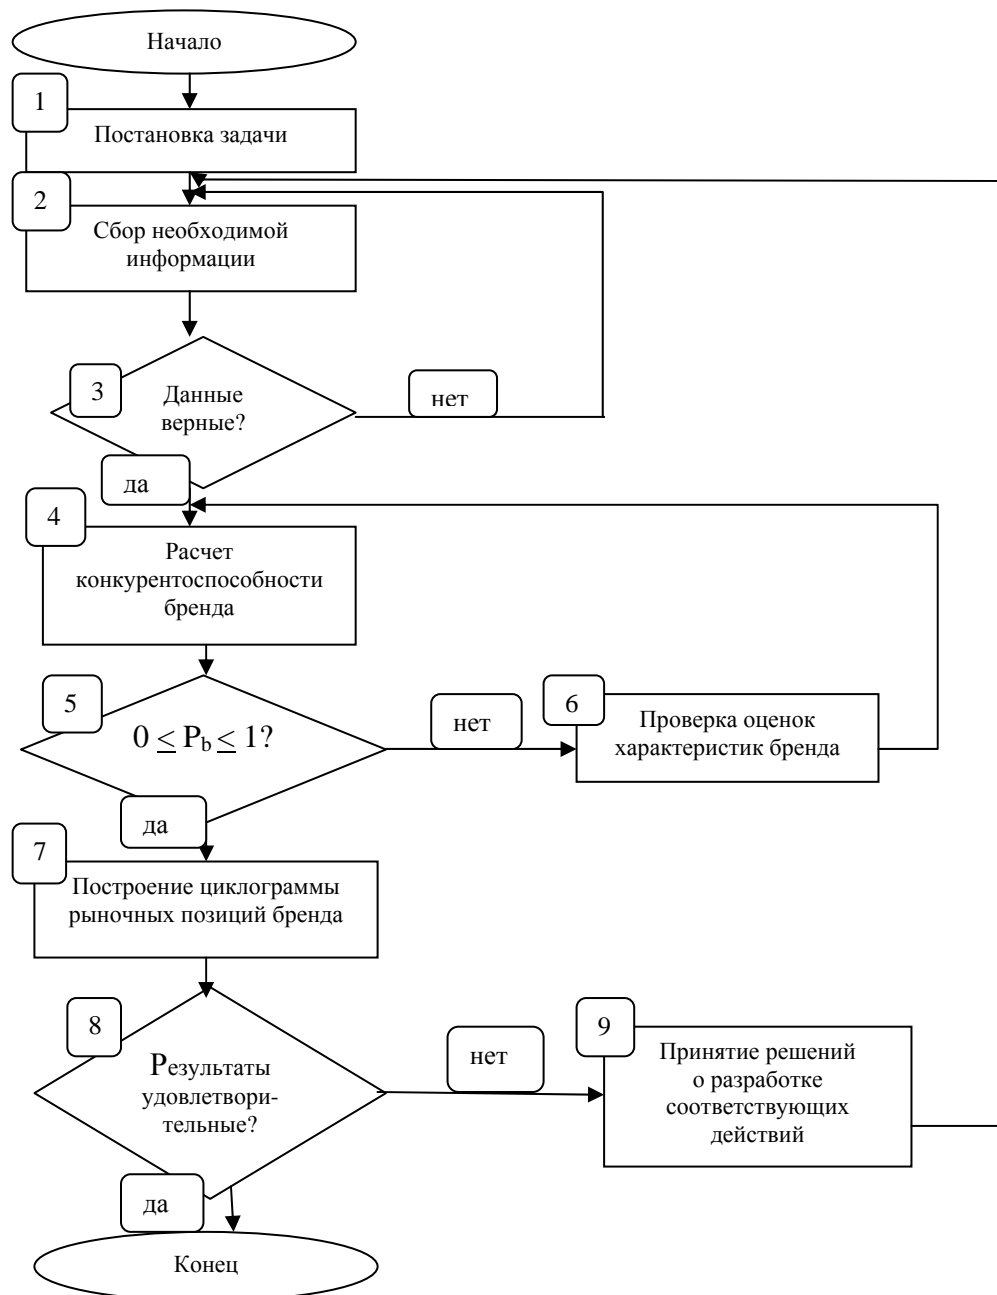 Начало
1
Постановка задачи
2
Сбор необходимой
информации
3
Данные
верные?
нет
да
4
Расчет
конкурентоспособности
бренда
5
0 ≤ Pb ≤ 1?
нет
6
Проверка оценок
характеристик бренда
да
7
Построение циклограммы
рыночных позиций бренда
8
Результаты
удовлетвори-
тельные?
нет
9
Принятие решений
о разработке
соответствующих
действий
да
Конец